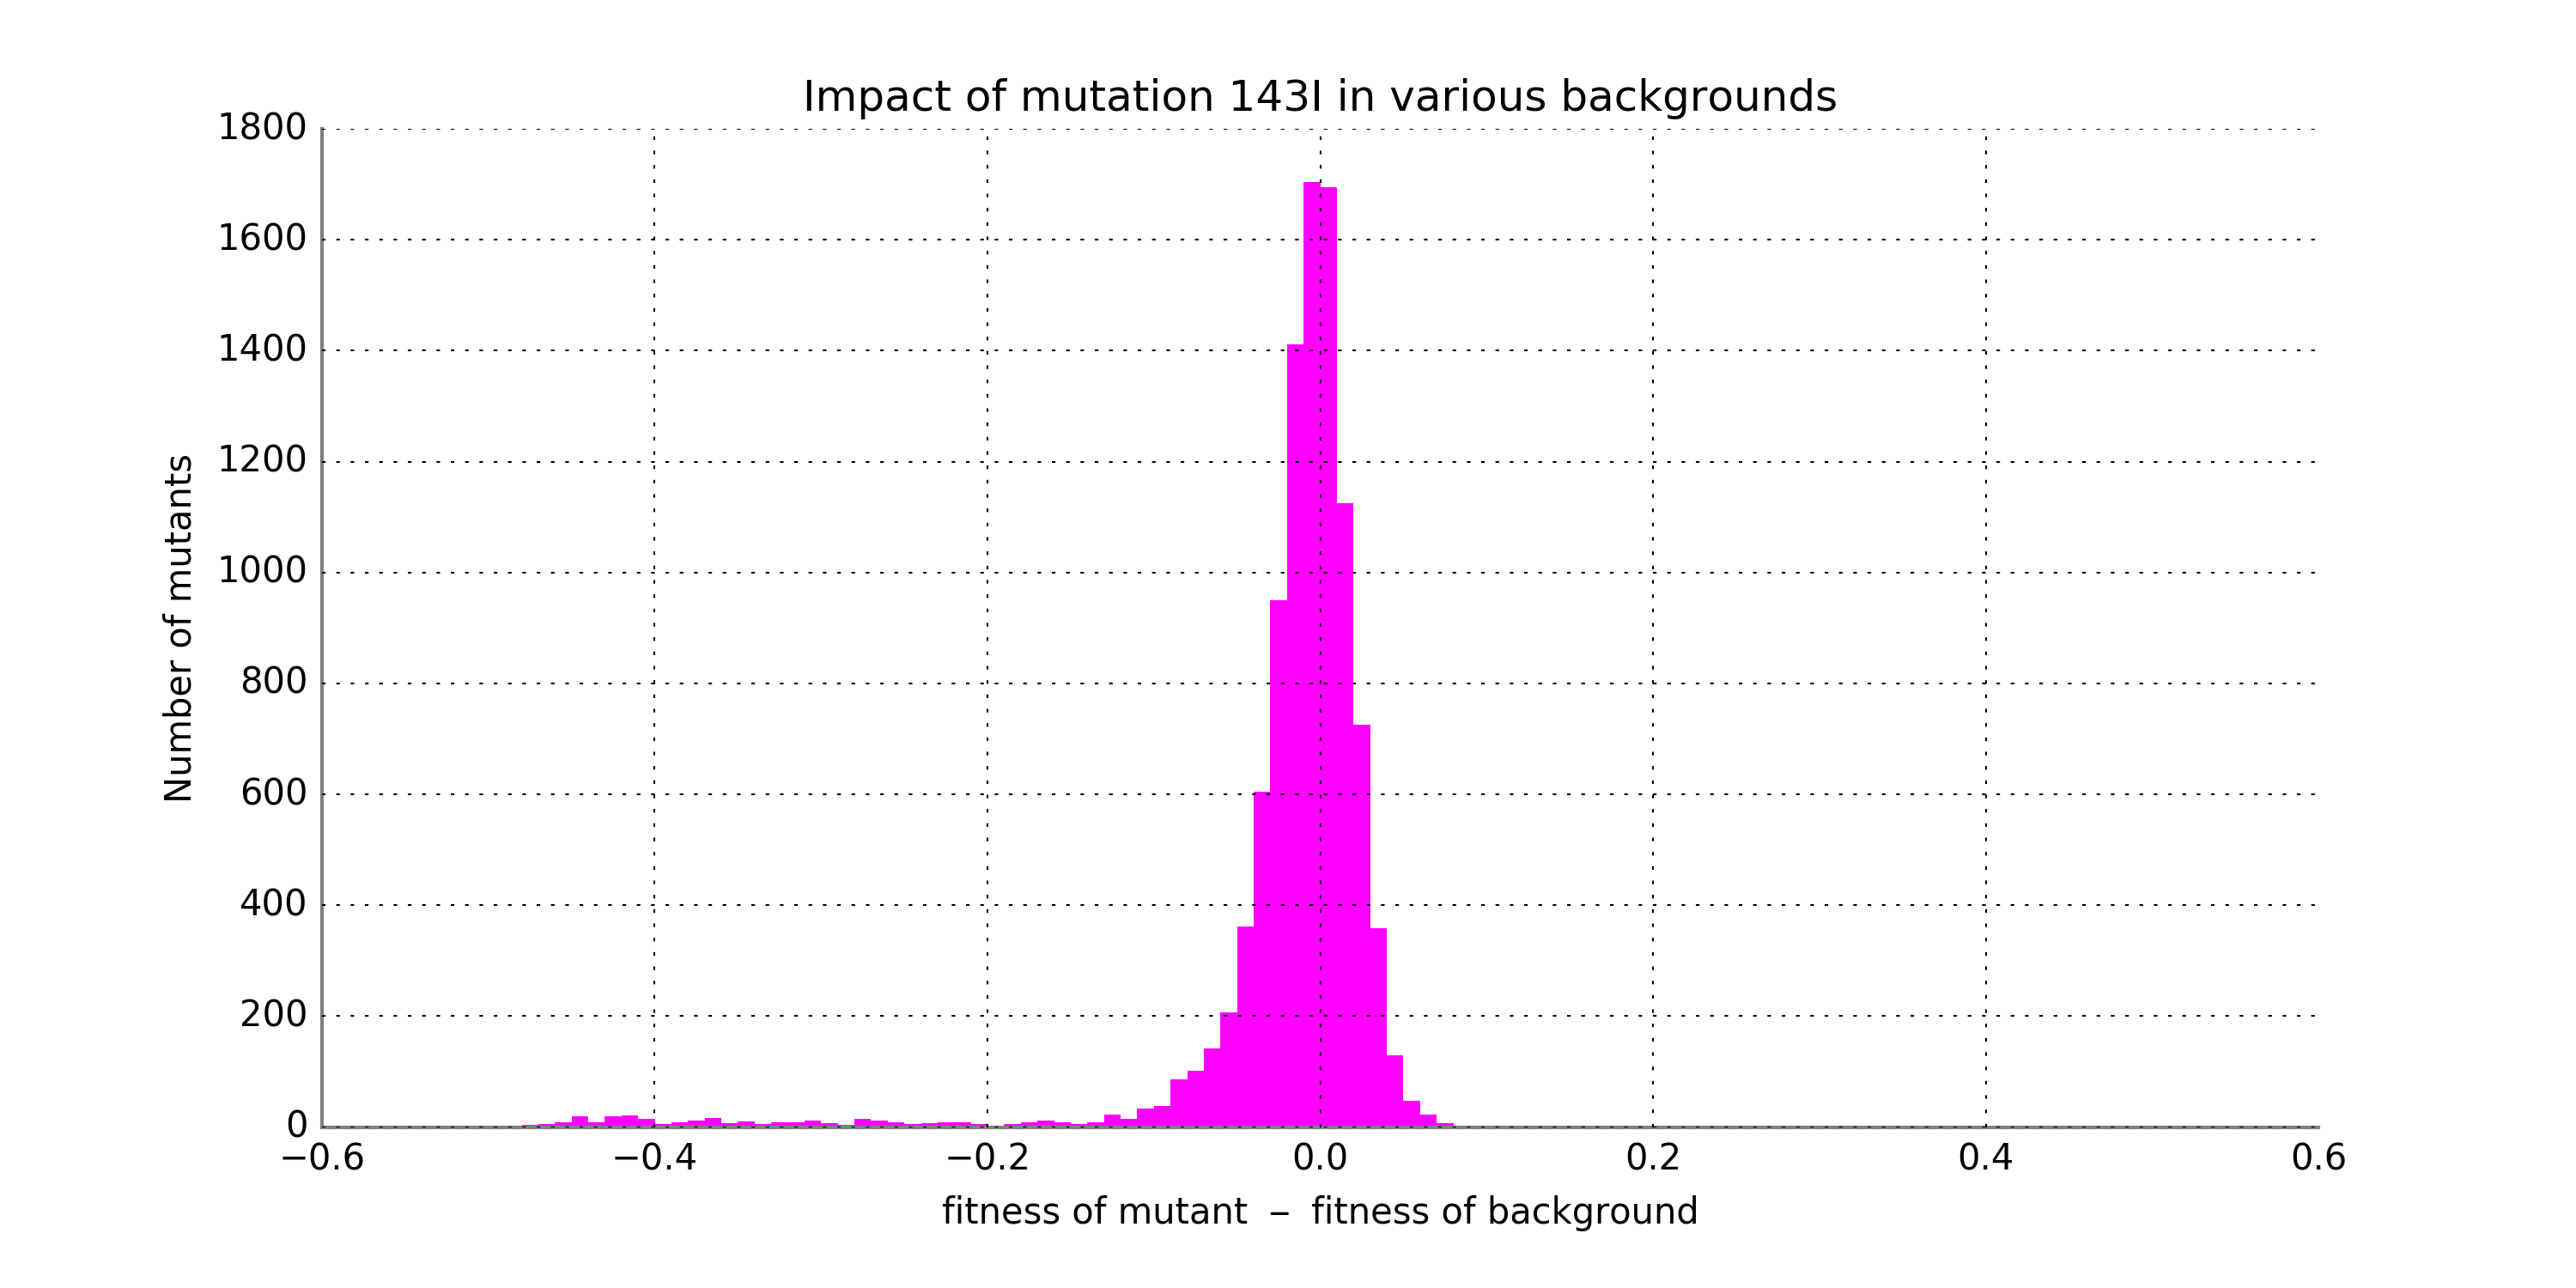 Impact of mutation 143I in various backgrounds
1800
1600
1400
1200
1000
800
600
400
200
0
Number of mutants
−0.6 −0.4 −0.2 0.0 0.2 0.4 0.6
fitness of mutant − fitness of background